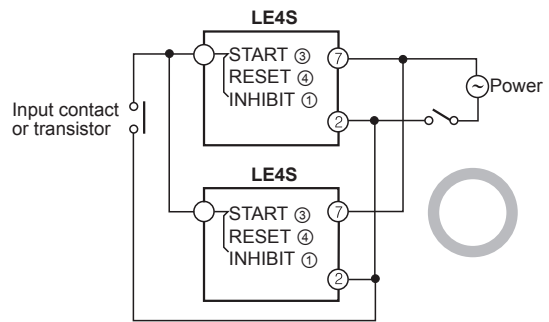 LE4S
START ③
RESET ④
INHIBIT ①
⑦
②
Power
Input contact
or transistor
LE4S
START ③
RESET ④
INHIBIT ①
⑦
②